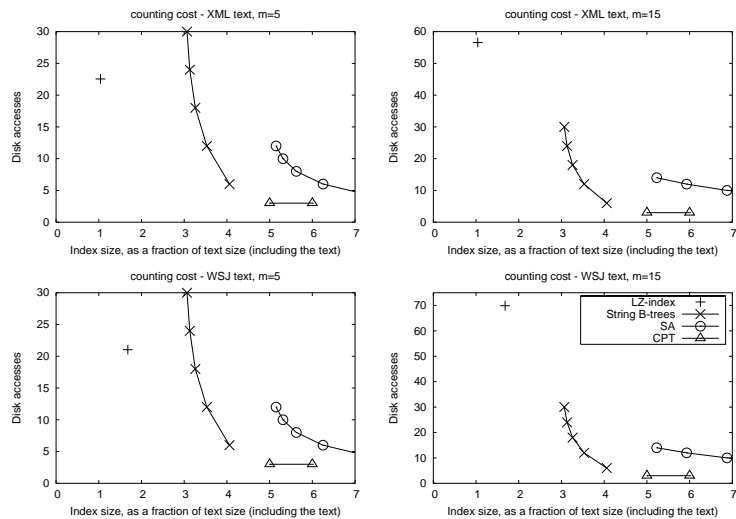 counting cost - XML text, m=5
30
25
20
15
10
5
0
Disk accesses
0 1 2 3 4 5 6 7
Index size, as a fraction of text size (including the text)
counting cost - XML text, m=15
60
50
40
30
20
10
0
Disk accesses
0 1 2 3 4 5 6 7
Index size, as a fraction of text size (including the text)
counting cost - WSJ text, m=5
30
25
20
15
10
5
0
Disk accesses
0 1 2 3 4 5 6 7
Index size, as a fraction of text size (including the text)
counting cost - WSJ text, m=15
LZ-index
String B-trees
SA
CPT
70
60
50
40
30
20
10
0
Disk accesses
0 1 2 3 4 5 6 7
Index size, as a fraction of text size (including the text)